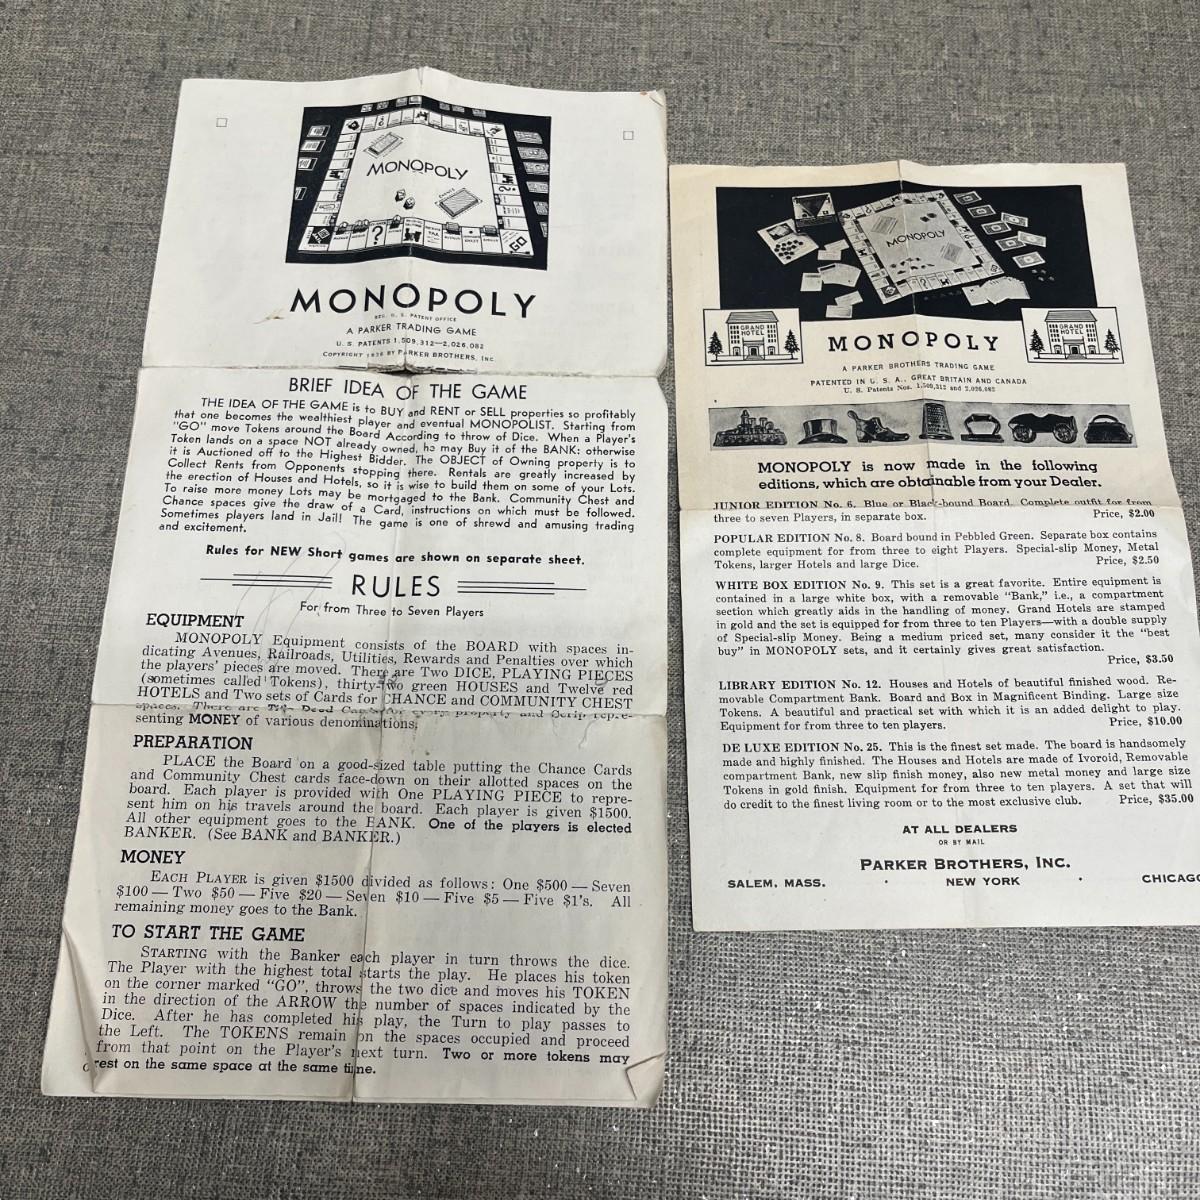 MONOPOLY
MONOPOLY
REG. U. S. PATENT OFFICE
A PARKER TRADING GAME
U. S. PATENTS 1,509,312—2,026,082
COPYRIGHT 1936 BY PARKER BROTHERS, INC.
BRIEF IDEA OF THE GAME
THE IDEA OF THE GAME is to BUY and RENT or SELL properties so profitably
that one becomes the wealthiest player and eventual MONOPOLIST. Starting from
"GO" move Tokens around the Board According to throw of Dice. When a Player's
Token lands on a space NOT already owned, he may Buy it of the BANK: otherwise
it is Auctioned off to the Highest Bidder. The OBJECT of Owning property is to
Collect Rents from Opponents stopping there. Rentals are greatly increased by
the erection of Houses and Hotels, so it is wise to build them on some of your Lots.
To raise more money Lots may be mortgaged to the Bank. Community Chest and
Chance spaces give the draw of a Card, instructions on which must be followed.
Sometimes players land in Jail! The game is one of shrewd and amusing trading
and excitement.
Rules for NEW Short games are shown on separate sheet.
RULES
For from Three to Seven Players
EQUIPMENT
MONOPOLY Equipment consists of the BOARD with spaces in-
dicating Avenues, Railroads, Utilities, Rewards and Penalties over which
the players' pieces are moved. There are Two DICE, PLAYING PIECES
(sometimes called Tokens), thirty-two green HOUSES and Twelve red
HOTELS and Two sets of Cards for CHANCE and COMMUNITY CHEST
spaces. There are Title Deed Cards for every property and Scrip repre-
senting MONEY of various denominations.
PREPARATION
PLACE the Board on a good-sized table putting the Chance Cards
and Community Chest cards face-down on their allotted spaces on the
board. Each player is provided with One PLAYING PIECE to repre-
sent him on his travels around the board. Each player is given $1500.
All other equipment goes to the BANK. One of the players is elected
BANKER. (See BANK and BANKER.)
MONEY
EACH PLAYER is given $1500 divided as follows: One $500 — Seven
$100 — Two $50 — Five $20 — Seven $10 — Five $5 — Five $1's. All
remaining money goes to the Bank.
TO START THE GAME
STARTING with the Banker each player in turn throws the dice.
The Player with the highest total starts the play. He places his token
on the corner marked "GO", throws the two dice and moves his TOKEN
in the direction of the ARROW the number of spaces indicated by the
Dice. After he has completed his play, the Turn to play passes to
the Left. The TOKENS remain on the spaces occupied and proceed
from that point on the Player's next turn. Two or more tokens may
rest on the same space at the same time.
MONOPOLY
GRAND HOTEL
GRAND HOTEL
MONOPOLY
A PARKER BROTHERS TRADING GAME
PATENTED IN U. S. A., GREAT BRITAIN AND CANADA
U. S. Patents Nos. 1,509,312 and 2,026,082
MONOPOLY is now made in the following
editions, which are obtainable from your Dealer.
JUNIOR EDITION No. 6. Blue or Black-bound Board. Complete outfit for from
three to seven Players, in separate box. Price, $2.00
POPULAR EDITION No. 8. Board bound in Pebbled Green. Separate box contains
complete equipment for from three to eight Players. Special-slip Money, Metal
Tokens, larger Hotels and large Dice. Price, $2.50
WHITE BOX EDITION No. 9. This set is a great favorite. Entire equipment is
contained in a large white box, with a removable "Bank," i.e., a compartment
section which greatly aids in the handling of money. Grand Hotels are stamped
in gold and the set is equipped for from three to ten Players—with a double supply
of Special-slip Money. Being a medium priced set, many consider it the "best
buy" in MONOPOLY sets, and it certainly gives great satisfaction.
Price, $3.50
LIBRARY EDITION No. 12. Houses and Hotels of beautiful finished wood. Re-
movable Compartment Bank. Board and Box in Magnificent Binding. Large size
Tokens. A beautiful and practical set with which it is an added delight to play.
Equipment for from three to ten players. Price, $10.00
DE LUXE EDITION No. 25. This is the finest set made. The board is handsomely
made and highly finished. The Houses and Hotels are made of Ivoroid, Removable
compartment Bank, new slip finish money, also new metal money and large size
Tokens in gold finish. Equipment for from three to ten players. A set that will
do credit to the finest living room or to the most exclusive club. Price, $35.00
AT ALL DEALERS
OR BY MAIL
PARKER BROTHERS, INC.
SALEM, MASS. · NEW YORK · CHICAGO